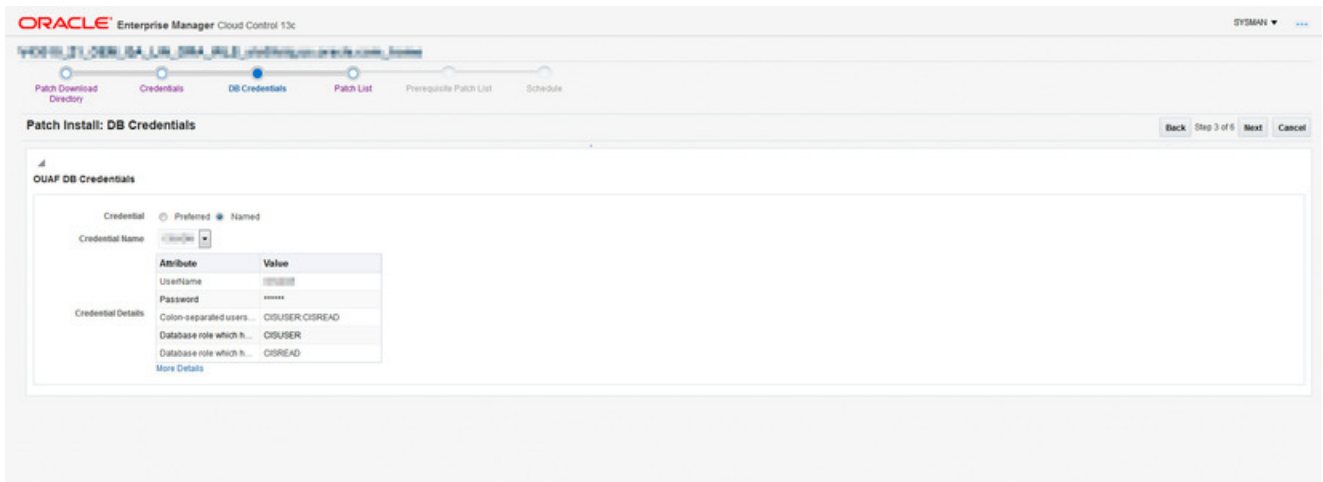 ORACLE Enterprise Manager Cloud Control 13c
SYSMAN
Patch Download Directory
Credentials
DB Credentials
Patch List
Prerequisite Patch List
Schedule
Patch Install: DB Credentials
Back Step 3 of 6 Next Cancel
OUAF DB Credentials
Credential Preferred Named
Credential Name
Attribute Value
UserName
Password ******
Credential Details
Colon-separated users... CISUSER:CISREAD
Database role which h... CISUSER
Database role which h... CISREAD
More Details